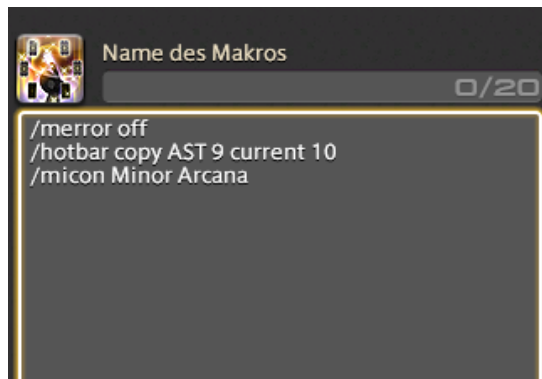 Name des Makros
0/20
/merror off
/hotbar copy AST 9 current 10
/micon Minor Arcana